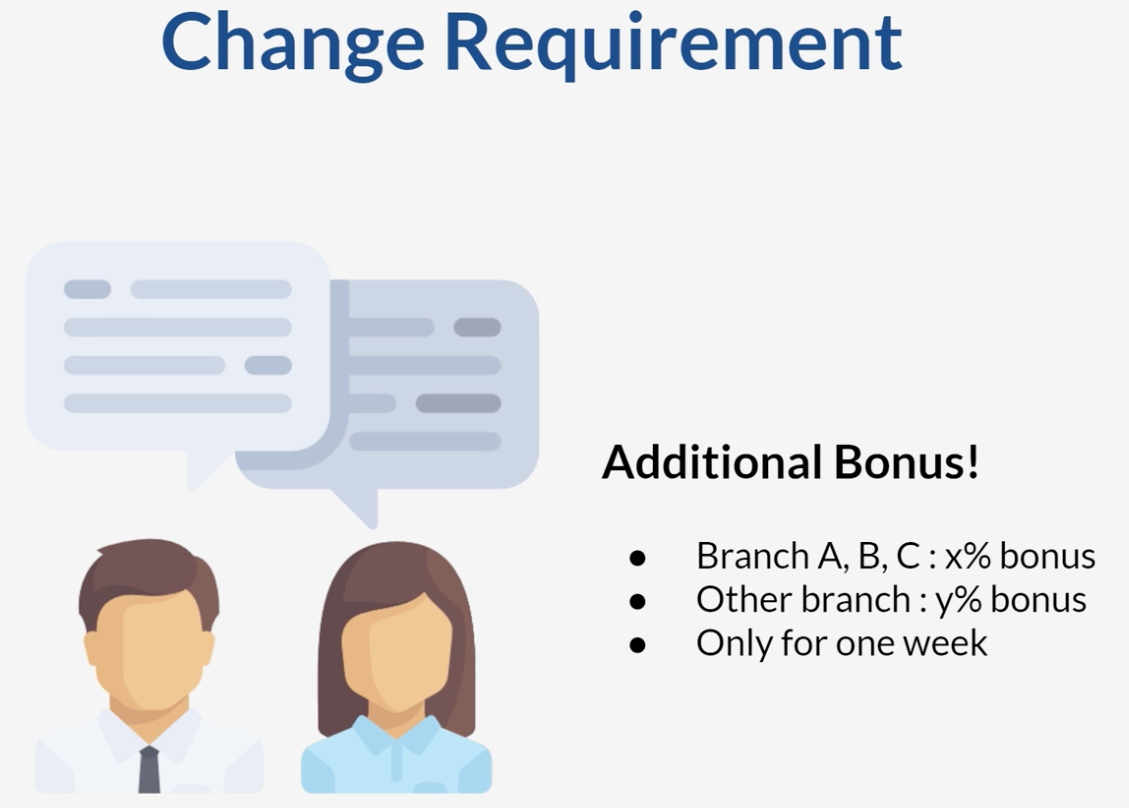 Change Requirement
Additional Bonus!
● Branch A, B, C : x% bonus
● Other branch : y% bonus
● Only for one week